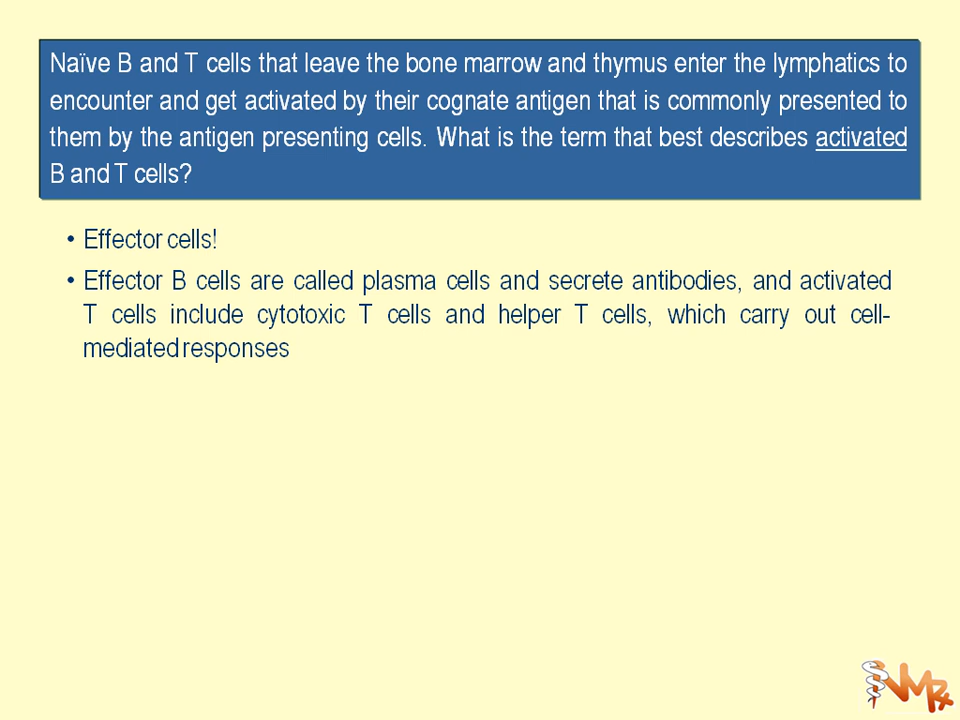 Naïve B and T cells that leave the bone marrow and thymus enter the lymphatics to
encounter and get activated by their cognate antigen that is commonly presented to
them by the antigen presenting cells. What is the term that best describes activated
B and T cells?
• Effector cells!
• Effector B cells are called plasma cells and secrete antibodies, and activated
T cells include cytotoxic T cells and helper T cells, which carry out cell-
mediated responses
VMRx